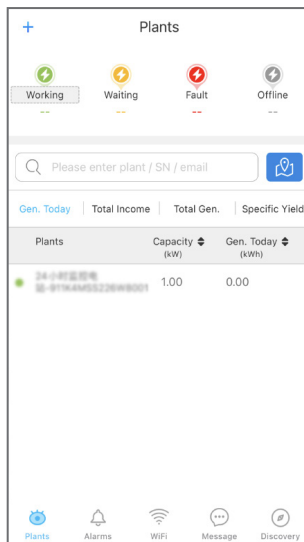 + Plants
Working Waiting Fault Offline
-- -- -- --
Please enter plant / SN / email
Gen. Today Total Income Total Gen. Specific Yield
Plants Capacity Gen. Today
(kW) (kWh)
1.00 0.00
Plants Alarms WiFi Message Discovery